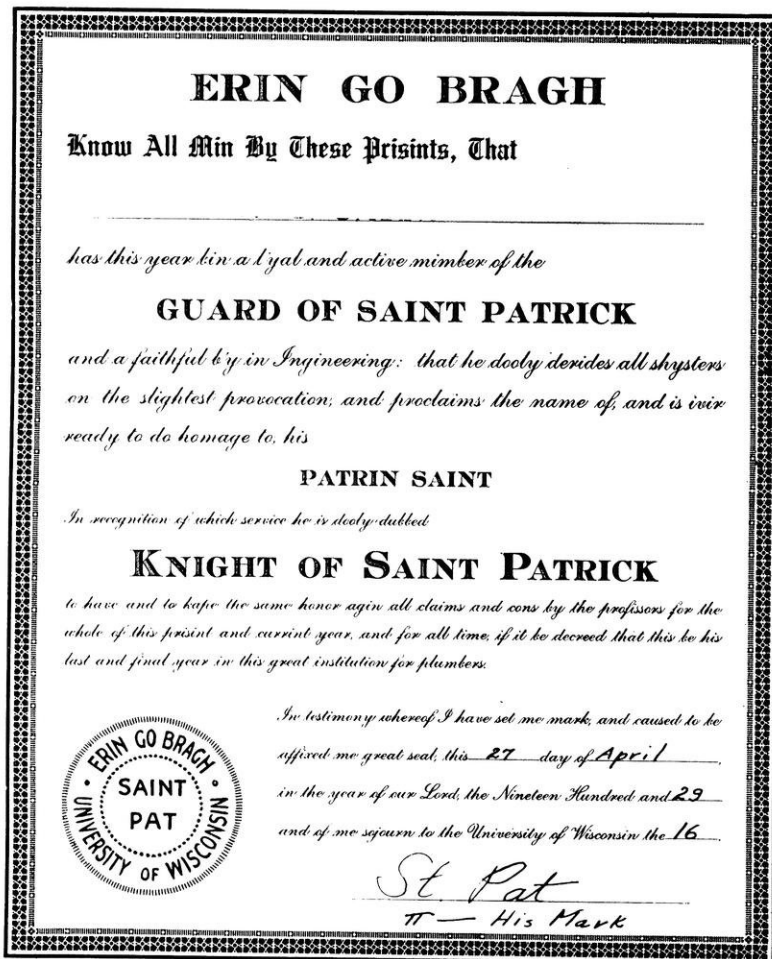 ERIN GO BRAGH
Know All Min By These Prisints, That
has this year bin a l'yal and active mimber of the
GUARD OF SAINT PATRICK
and a faithful b'y in Ingineering: that he dooly derides all shysters
on the slightest provocation, and proclaims the name of, and is ivir
ready to do homage to, his
PATRIN SAINT
In recognition of which service he is dooly dubbed
KNIGHT OF SAINT PATRICK
to have and to kape the same honor agin all claims and cons by the profissors for the
whole of this prisint and currint year, and for all time, if it be decreed that this be his
last and final year in this great institution for plumbers.
In testimony whereof I have set me mark, and caused to be
affixed me great seal, this 27 day of April
in the year of our Lord, the Nineteen Hundred and 29
and of me sojourn to the University of Wisconsin the 16
St. Pat
π — His Mark
ERIN GO BRAGH
SAINT
PAT
UNIVERSITY OF WISCONSIN